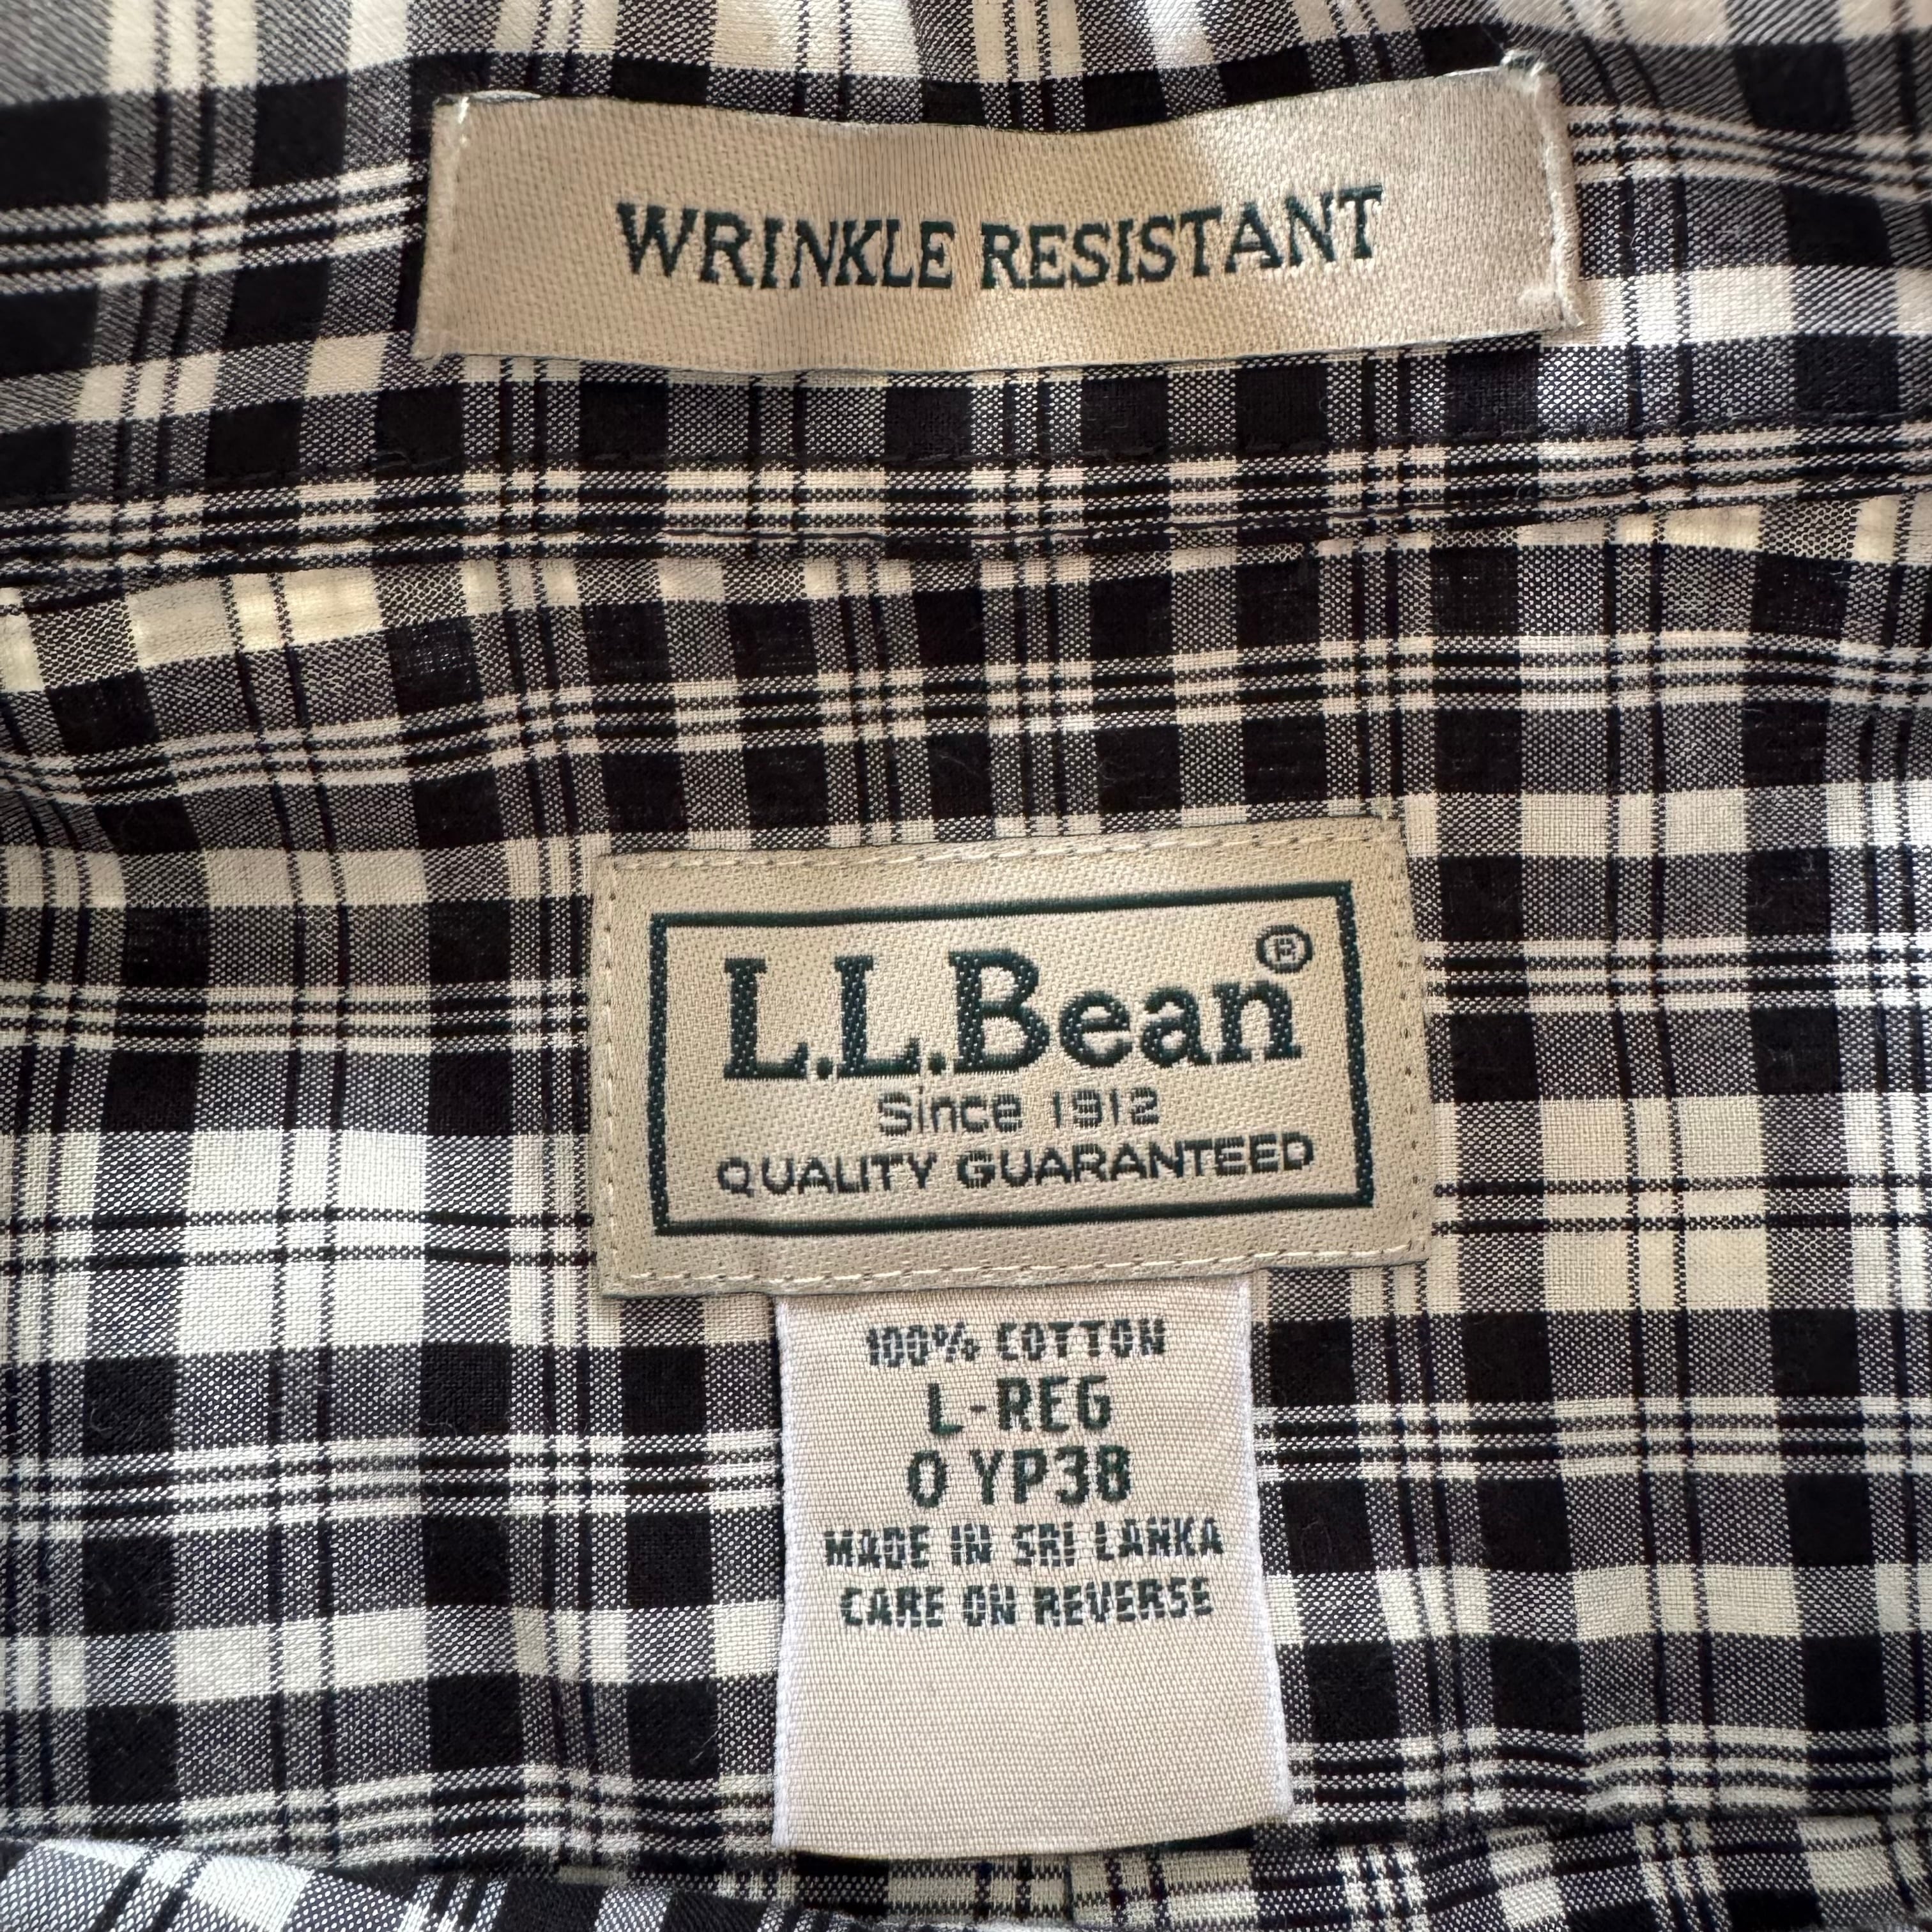 WRINKLE RESISTANT
L.L.Bean®
Since 1912
QUALITY GUARANTEED
100% COTTON
L-REG
0 YP38
MADE IN SRI LANKA
CARE ON REVERSE